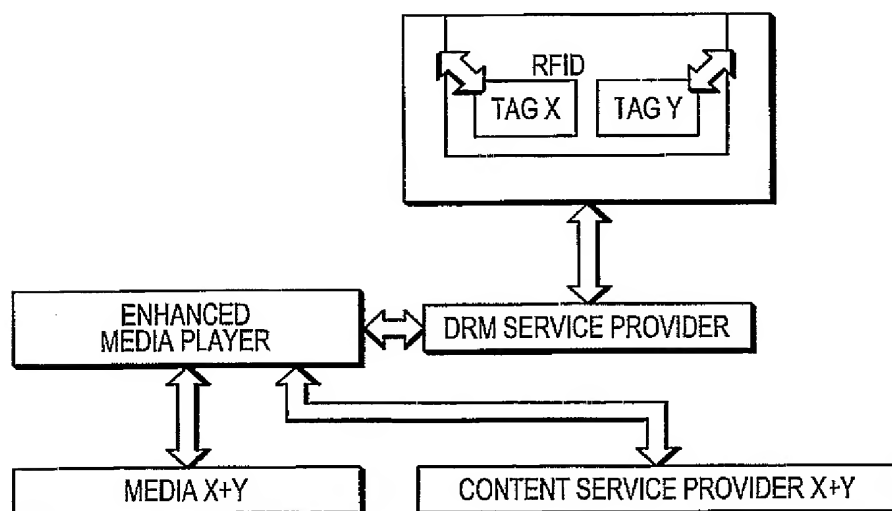 RFID
TAG X
TAG Y
ENHANCED
MEDIA PLAYER
DRM SERVICE PROVIDER
MEDIA X+Y
CONTENT SERVICE PROVIDER X+Y